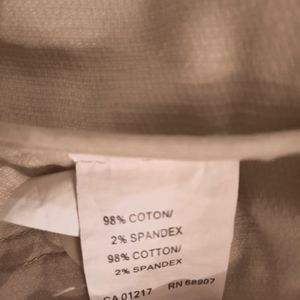 98% COTON/
2% SPANDEX
98% COTTON/
2% SPANDEX
CA 01217 RN 68907